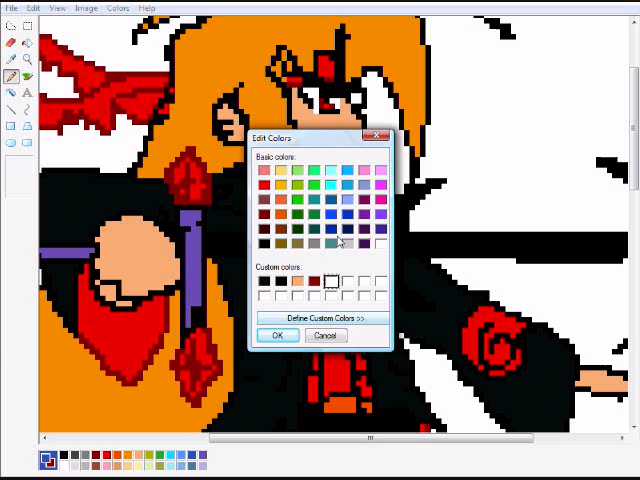 File Edit View Image Colors Help
Edit Colors
Basic colors:
Custom colors:
Define Custom Colors >>
OK Cancel
A